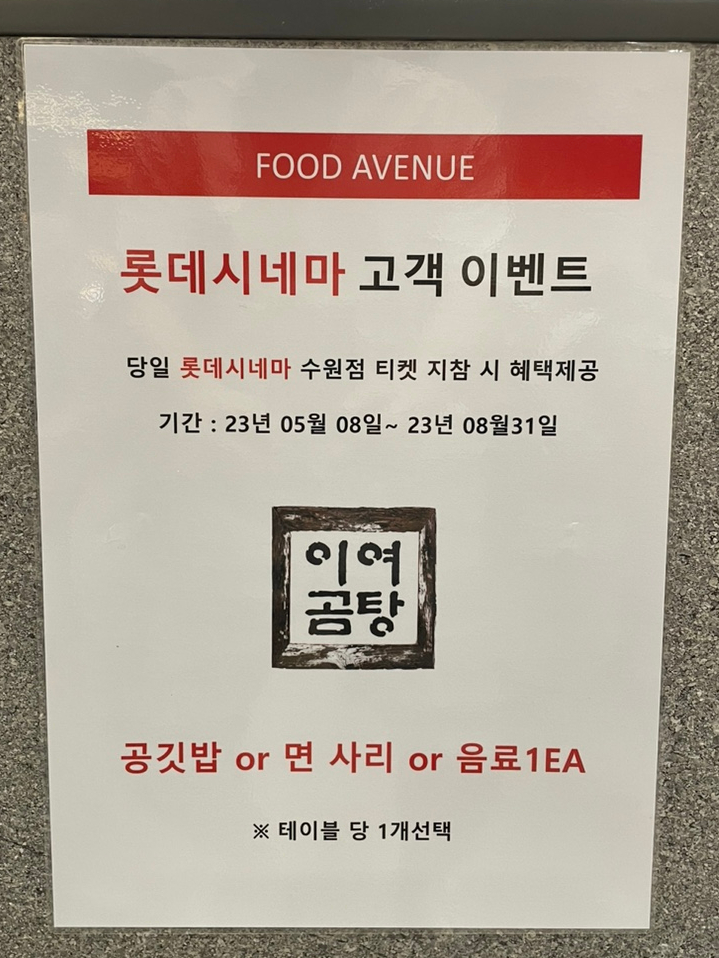 FOOD AVENUE
롯데시네마 고객 이벤트
당일 롯데시네마 수원점 티켓 지참 시 혜택제공
기간 : 23년 05월 08일~ 23년 08월31일
이여
곰탕
공깃밥 or 면 사리 or 음료1EA
※ 테이블 당 1개선택